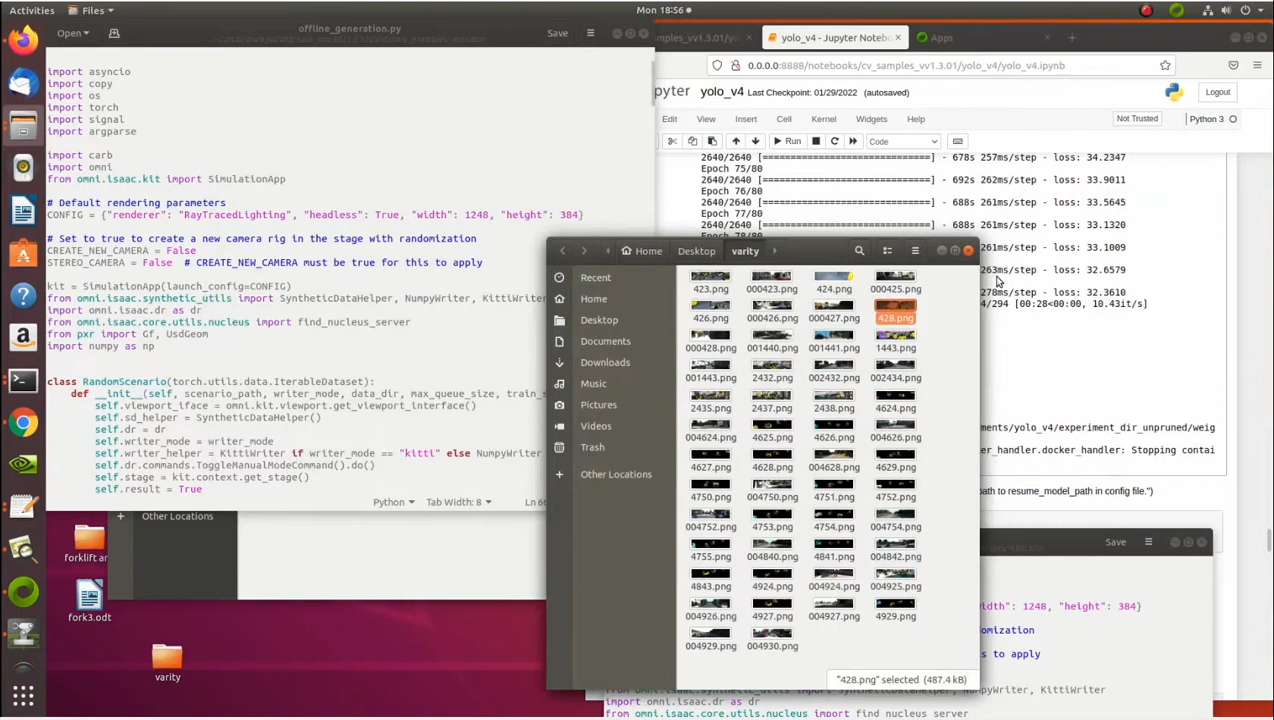 Activities
Files
Mon 18:56
Open
offline_generation.py
Save
import asyncio
import copy
import os
import torch
import signal
import argparse
import carb
import omni
from omni.isaac.kit import SimulationApp
# Default rendering parameters
CONFIG = {"renderer": "RayTracedLighting", "headless": True, "width": 1248, "height": 384}
# Set to true to create a new camera rig in the stage with randomization
CREATE_NEW_CAMERA = False
STEREO_CAMERA = False # CREATE_NEW_CAMERA must be true for this to apply
kit = SimulationApp(launch_config=CONFIG)
from omni.isaac.synthetic_utils import SyntheticDataHelper, NumpyWriter, KittiWriter
import omni.isaac.dr as dr
from omni.isaac.core.utils.nucleus import find_nucleus_server
from pxr import Gf, UsdGeom
import numpy as np
class RandomScenario(torch.utils.data.IterableDataset):
def __init__(self, scenario_path, writer_mode, data_dir, max_queue_size, train_s
self.viewport_iface = omni.kit.viewport.get_viewport_interface()
self.sd_helper = SyntheticDataHelper()
self.dr = dr
self.writer_mode = writer_mode
self.writer_helper = KittiWriter if writer_mode == "kitti" else NumpyWriter
self.dr.commands.ToggleManualModeCommand().do()
self.stage = kit.context.get_stage()
self.result = True
Python
Tab Width: 8
Other Locations
forklift
fork3.odt
varity
yolo_v4 - Jupyter Notebo
Apps
0.0.0.0:8888/notebooks/cv_samples_vv1.3.01/yolo_v4/yolo_v4.ipynb
yolo_v4 Last Checkpoint: 01/29/2022 (autosaved)
Logout
Edit View Insert Cell Kernel Widgets Help
Not Trusted
Python 3
Run
Code
2640/2640 [==============================] - 678s 257ms/step - loss: 34.2347
Epoch 75/80
2640/2640 [==============================] - 692s 262ms/step - loss: 33.9011
Epoch 76/80
2640/2640 [==============================] - 688s 261ms/step - loss: 33.5645
Epoch 77/80
2640/2640 [==============================] - 688s 261ms/step - loss: 33.1320
261ms/step - loss: 33.1009
263ms/step - loss: 32.6579
278ms/step - loss: 32.3610
4/294 [00:28<00:00, 10.43it/s]
Home Desktop varity
Recent
Home
Desktop
Documents
Downloads
Music
Pictures
Videos
Trash
Other Locations
423.png 000423.png 424.png 000425.png
426.png 000426.png 000427.png 428.png
000428.png 001440.png 001441.png 1443.png
001443.png 2432.png 002432.png 002434.png
2435.png 2437.png 2438.png 4624.png
004624.png 4625.png 4626.png 004626.png
4627.png 4628.png 004628.png 4629.png
4750.png 004750.png 4751.png 4752.png
004752.png 4753.png 4754.png 004754.png
4755.png 004840.png 4841.png 004842.png
4843.png 4924.png 004924.png 004925.png
004926.png 4927.png 004927.png 4929.png
004929.png 004930.png
"428.png" selected (487.4 kB)
ments/yolo_v4/experiment_dir_unpruned/weig
er_handler.docker_handler: Stopping contai
path to resume_model_path in config file.")
Save
width": 1248, "height": 384}
domization
s to apply
import omni.isaac.dr as dr
from omni.isaac.core.utils.nucleus import find_nucleus_server